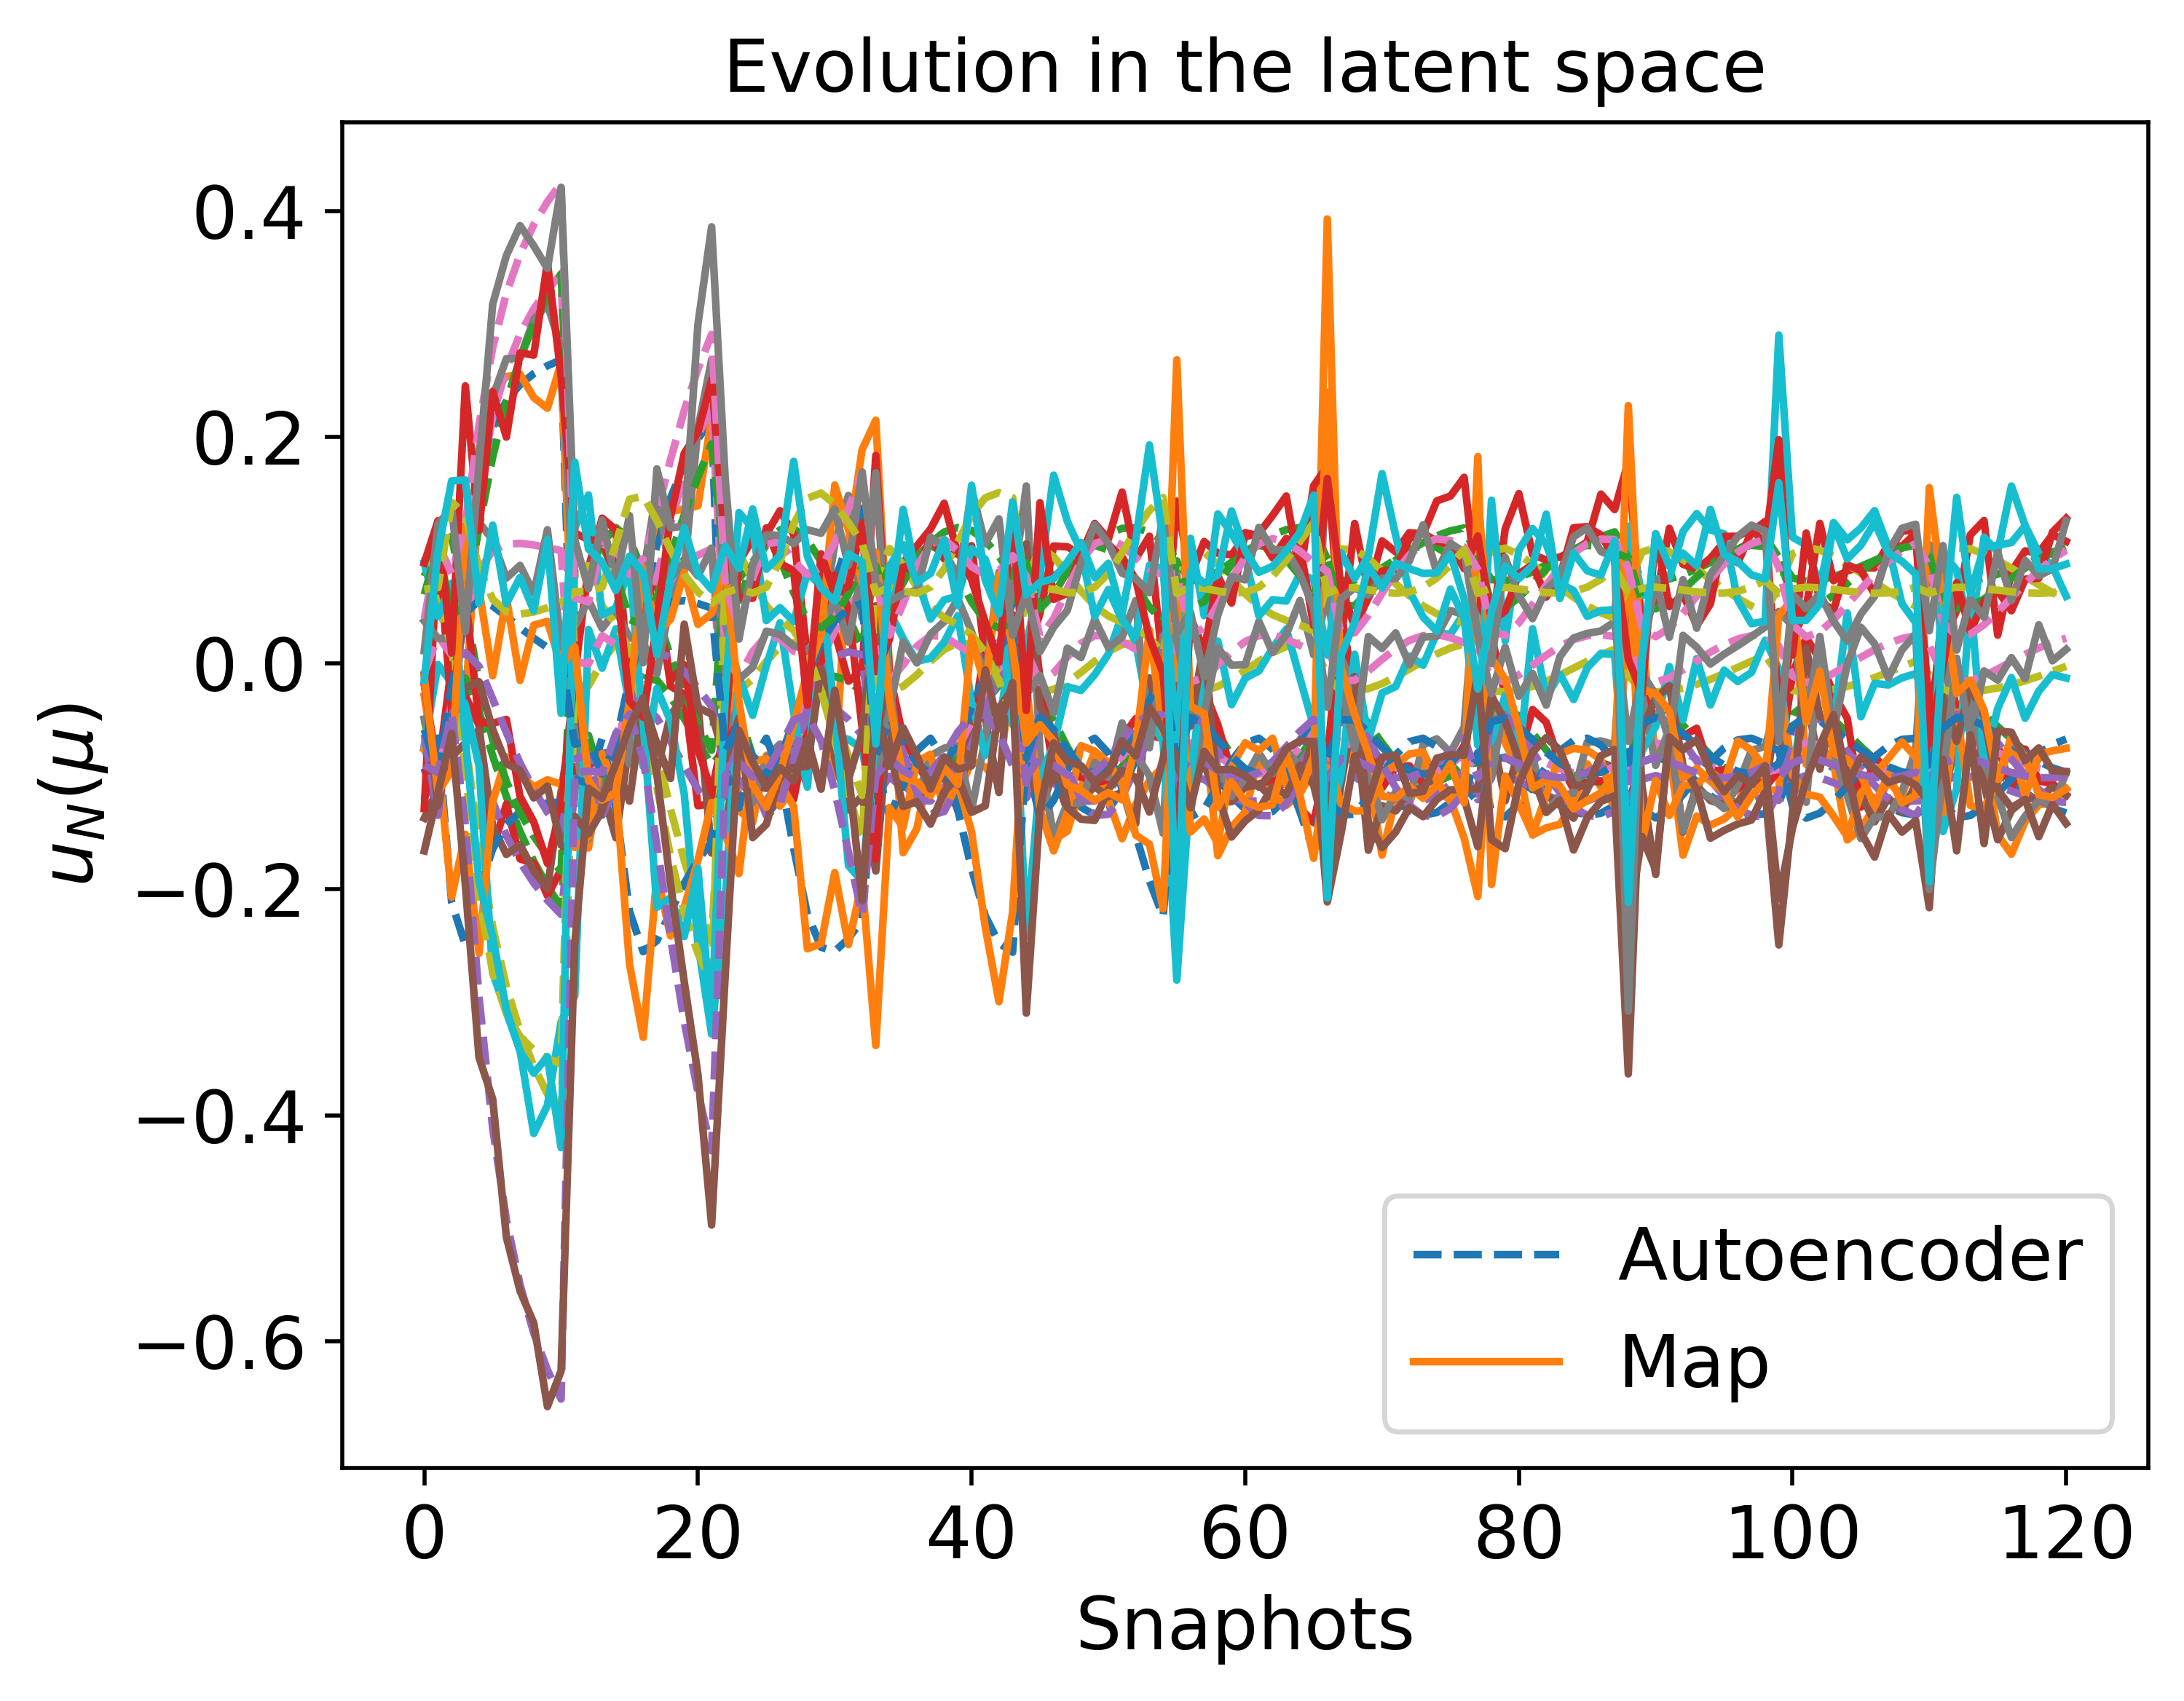 Evolution in the latent space
u_N(μ)
0.4
0.2
0.0
−0.2
−0.4
−0.6
0 20 40 60 80 100 120
Snaphots
Autoencoder
Map